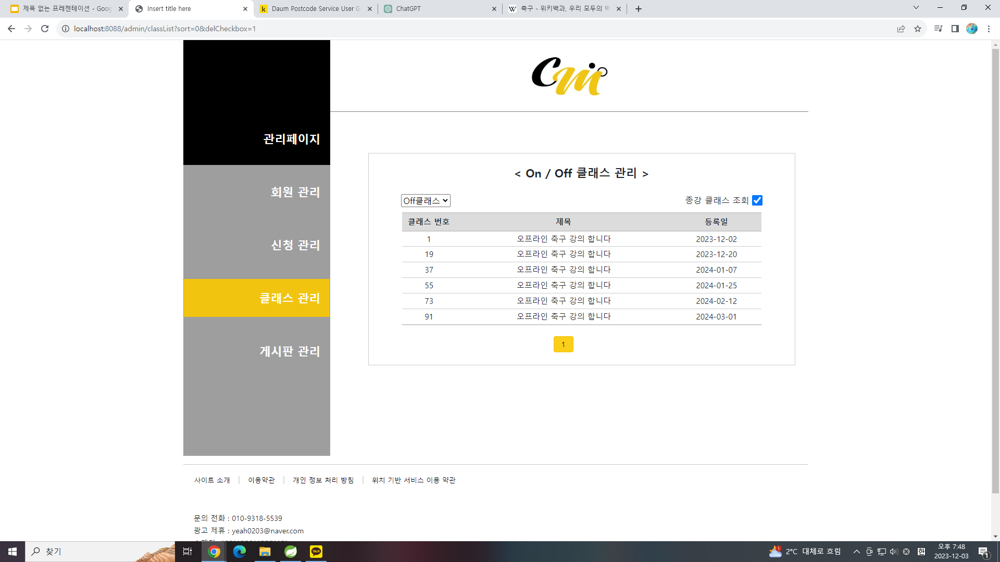 제목 없는 프레젠테이션 - Goog
Insert title here
Daum Postcode Service User G
ChatGPT
축구 - 위키백과, 우리 모두의 백
localhost:8088/admin/classList?sort=0&delCheckbox=1
Cm
관리페이지
회원 관리
신청 관리
클래스 관리
게시판 관리
< On / Off 클래스 관리 >
Off클래스
종강 클래스 조회
클래스 번호 제목 등록일
1 오프라인 축구 강의 합니다 2023-12-02
19 오프라인 축구 강의 합니다 2023-12-20
37 오프라인 축구 강의 합니다 2024-01-07
55 오프라인 축구 강의 합니다 2024-01-25
73 오프라인 축구 강의 합니다 2024-02-12
91 오프라인 축구 강의 합니다 2024-03-01
1
사이트 소개 | 이용약관 | 개인 정보 처리 방침 | 위치 기반 서비스 이용 약관
문의 전화 : 010-9318-5539
광고 제휴 : yeah0203@naver.com
찾기
TALK
1
2°C 대체로 흐림
한
오후 7:48
2023-12-03
1